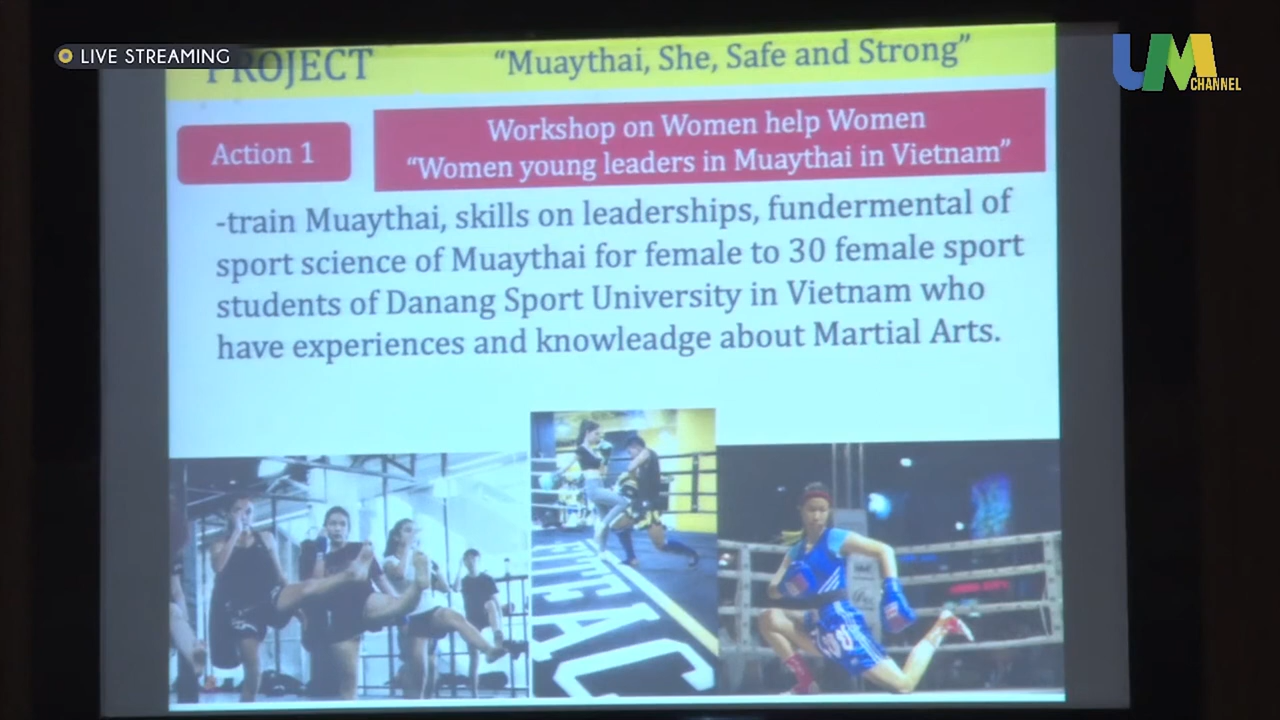 LIVE STREAMING
UM CHANNEL
PROJECT
“Muaythai, She, Safe and Strong”
Action 1
Workshop on Women help Women
“Women young leaders in Muaythai in Vietnam”
-train Muaythai, skills on leaderships, fundermental of
sport science of Muaythai for female to 30 female sport
students of Danang Sport University in Vietnam who
have experiences and knowleadge about Martial Arts.